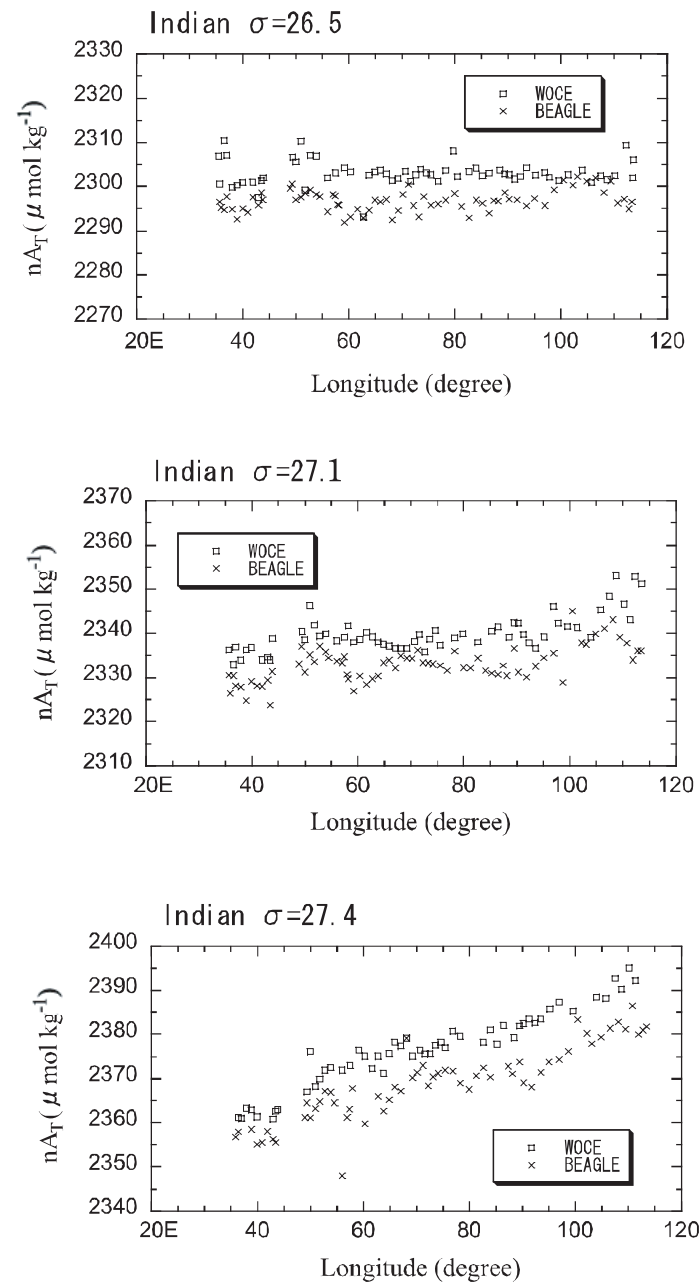 Indian σ=26.5
2330
2320
2310
2300
2290
2280
2270
nA_T(μ mol kg⁻¹)
WOCE
BEAGLE
20E 40 60 80 100 120
Longitude (degree)
Indian σ=27.1
2370
2360
2350
2340
2330
2320
2310
nA_T(μ mol kg⁻¹)
WOCE
BEAGLE
20E 40 60 80 100 120
Longitude (degree)
Indian σ=27.4
2400
2390
2380
2370
2360
2350
2340
nA_T(μ mol kg⁻¹)
WOCE
BEAGLE
20E 40 60 80 100 120
Longitude (degree)